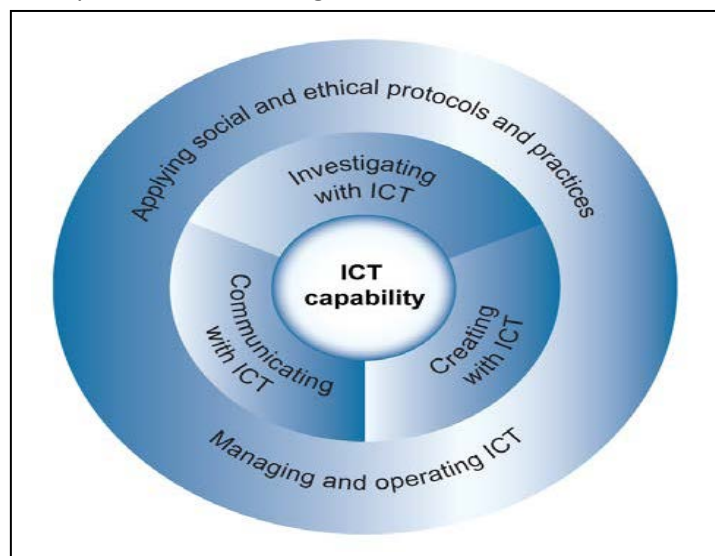 Applying social and ethical protocols and practices
Investigating
with ICT
ICT
capability
Communicating
with ICT
Creating
with ICT
Managing and operating ICT